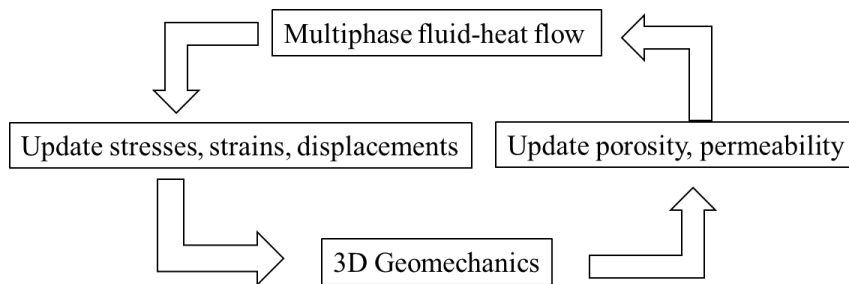 Multiphase fluid-heat flow
Update stresses, strains, displacements
Update porosity, permeability
3D Geomechanics